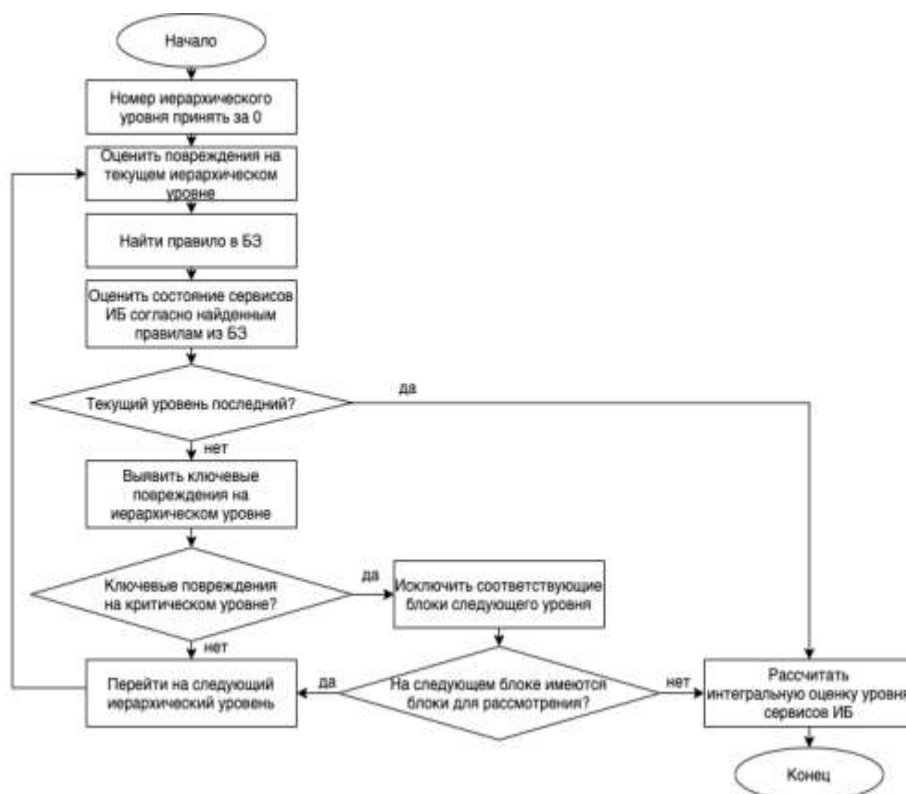 Начало
Номер иерархического
уровня принять за 0
Оценить повреждения на
текущем иерархическом
уровне
Найти правило в БЗ
Оценить состояние сервисов
ИБ согласно найденным
правилам из БЗ
да
Текущий уровень последний?
нет
Выявить ключевые
повреждения на
иерархическом уровне
да
Ключевые повреждения
на критическом уровне?
Исключить соответствующие
блоки следующего уровня
нет
Перейти на следующий
иерархический уровень
да
На следующем блоке имеются
блоки для рассмотрения?
нет
Рассчитать
интегральную оценку уровня
сервисов ИБ
Конец